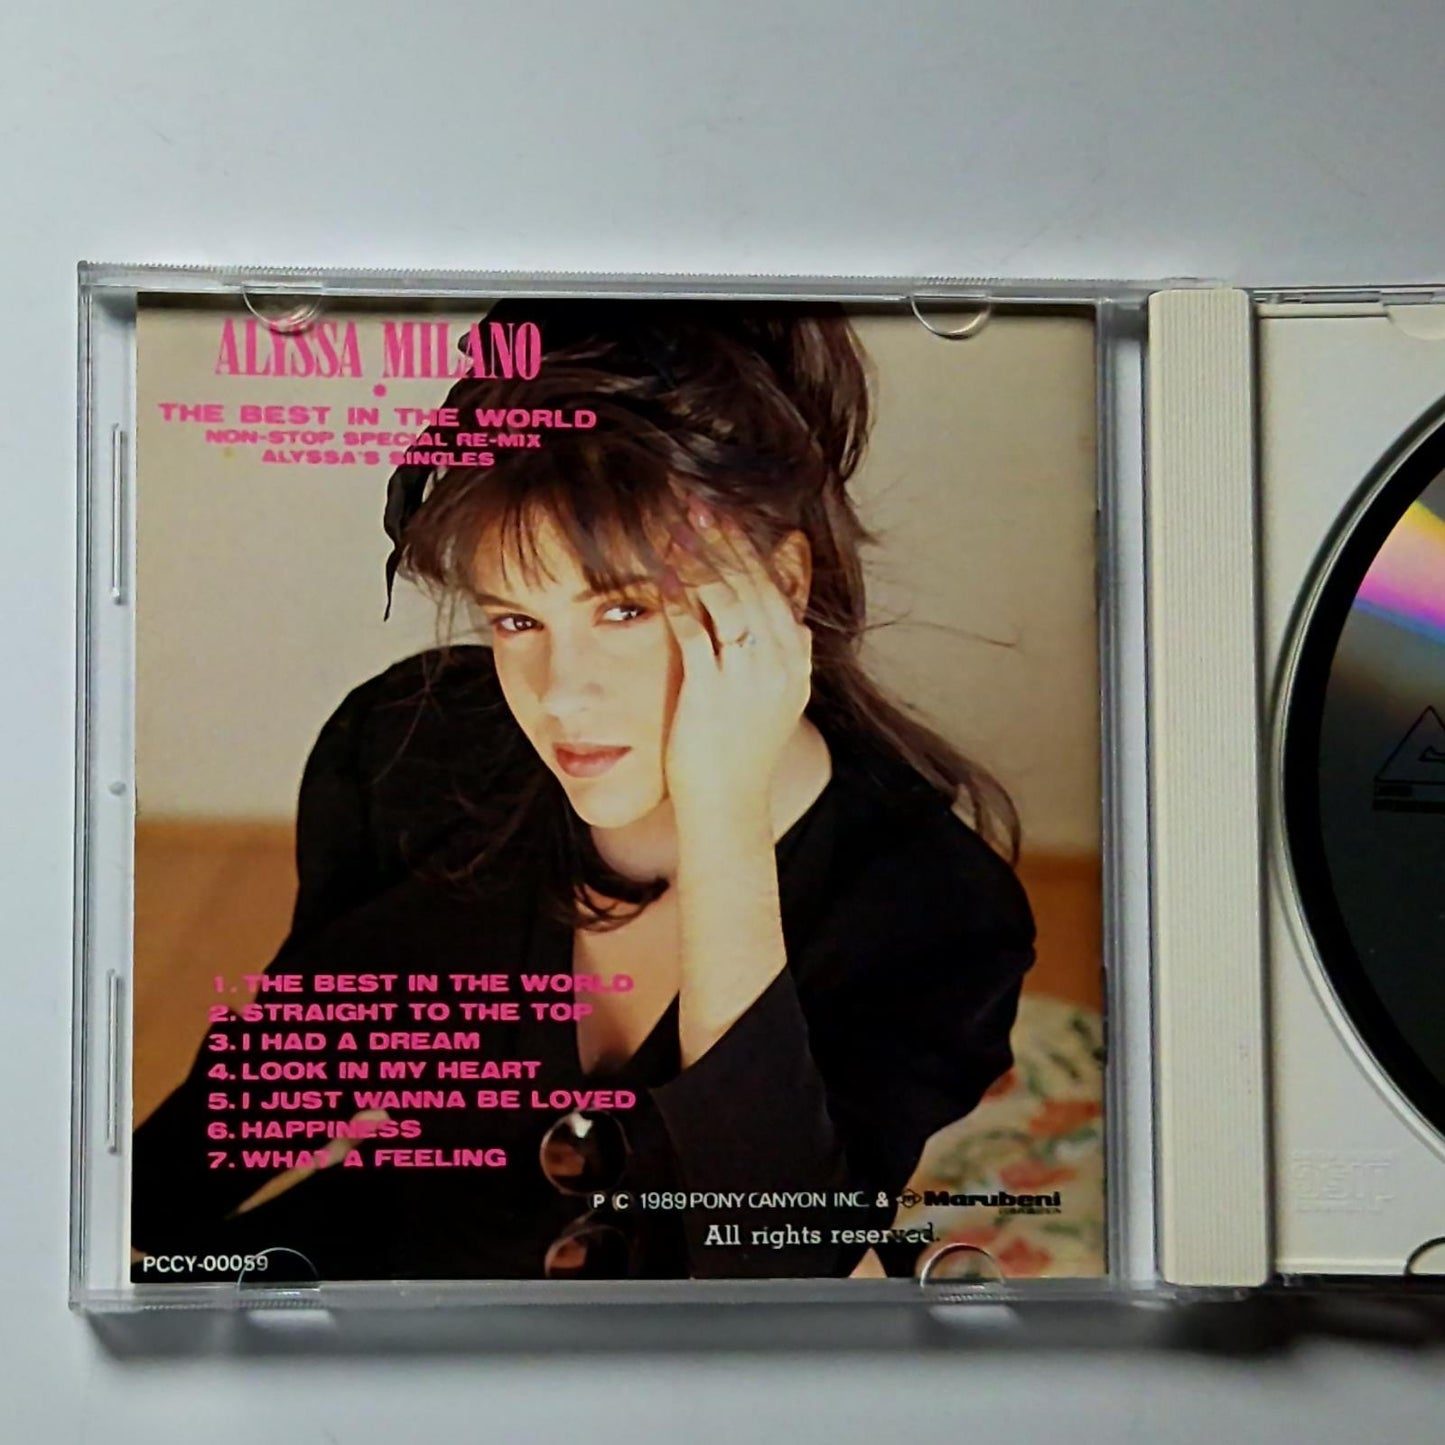 ALYSSA MILANO
THE BEST IN THE WORLD
NON-STOP SPECIAL RE-MIX
ALYSSA'S SINGLES
1. THE BEST IN THE WORLD
2. STRAIGHT TO THE TOP
3. I HAD A DREAM
4. LOOK IN MY HEART
5. I JUST WANNA BE LOVED
6. HAPPINESS
7. WHAT A FEELING
P C 1989 PONY CANYON INC. & Marubeni
All rights reserved.
PCCY-00059